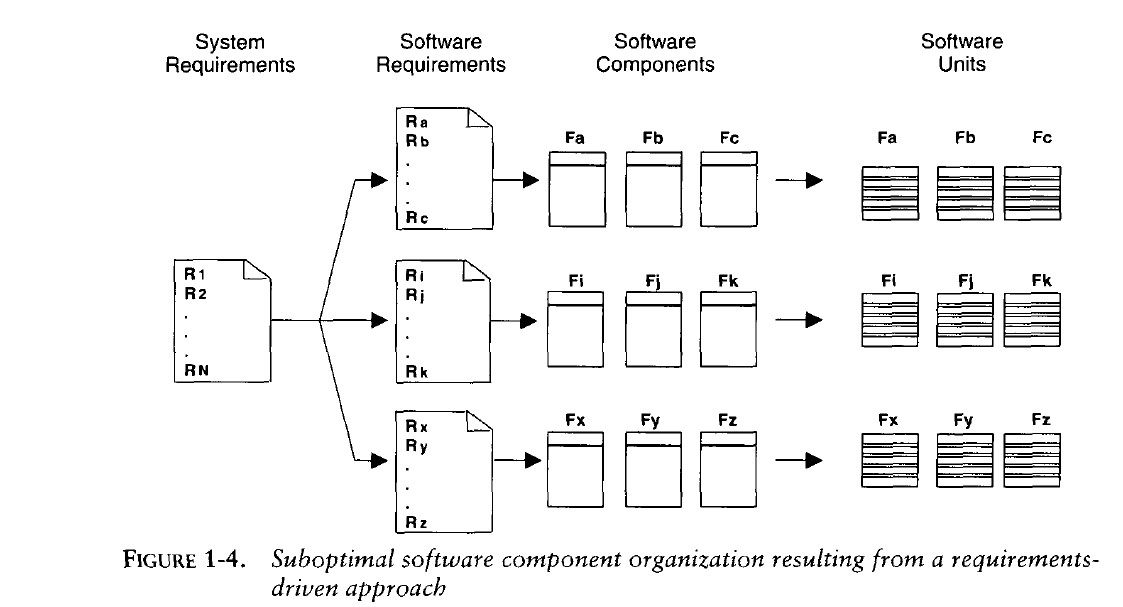 System Requirements
Software Requirements
Software Components
Software Units
Ra
Rb
.
.
.
Rc
Fa Fb Fc
Fa Fb Fc
R1
R2
.
.
.
RN
Ri
Rj
.
.
.
Rk
Fi Fj Fk
Fi Fj Fk
Rx
Ry
.
.
.
Rz
Fx Fy Fz
Fx Fy Fz
FIGURE 1-4. Suboptimal software component organization resulting from a requirements-
driven approach